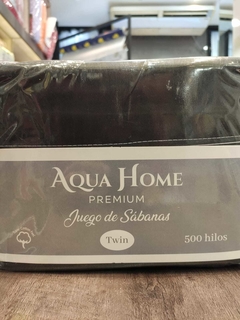 AQUA HOME
PREMIUM
Juego de Sábanas
Twin
500 hilos